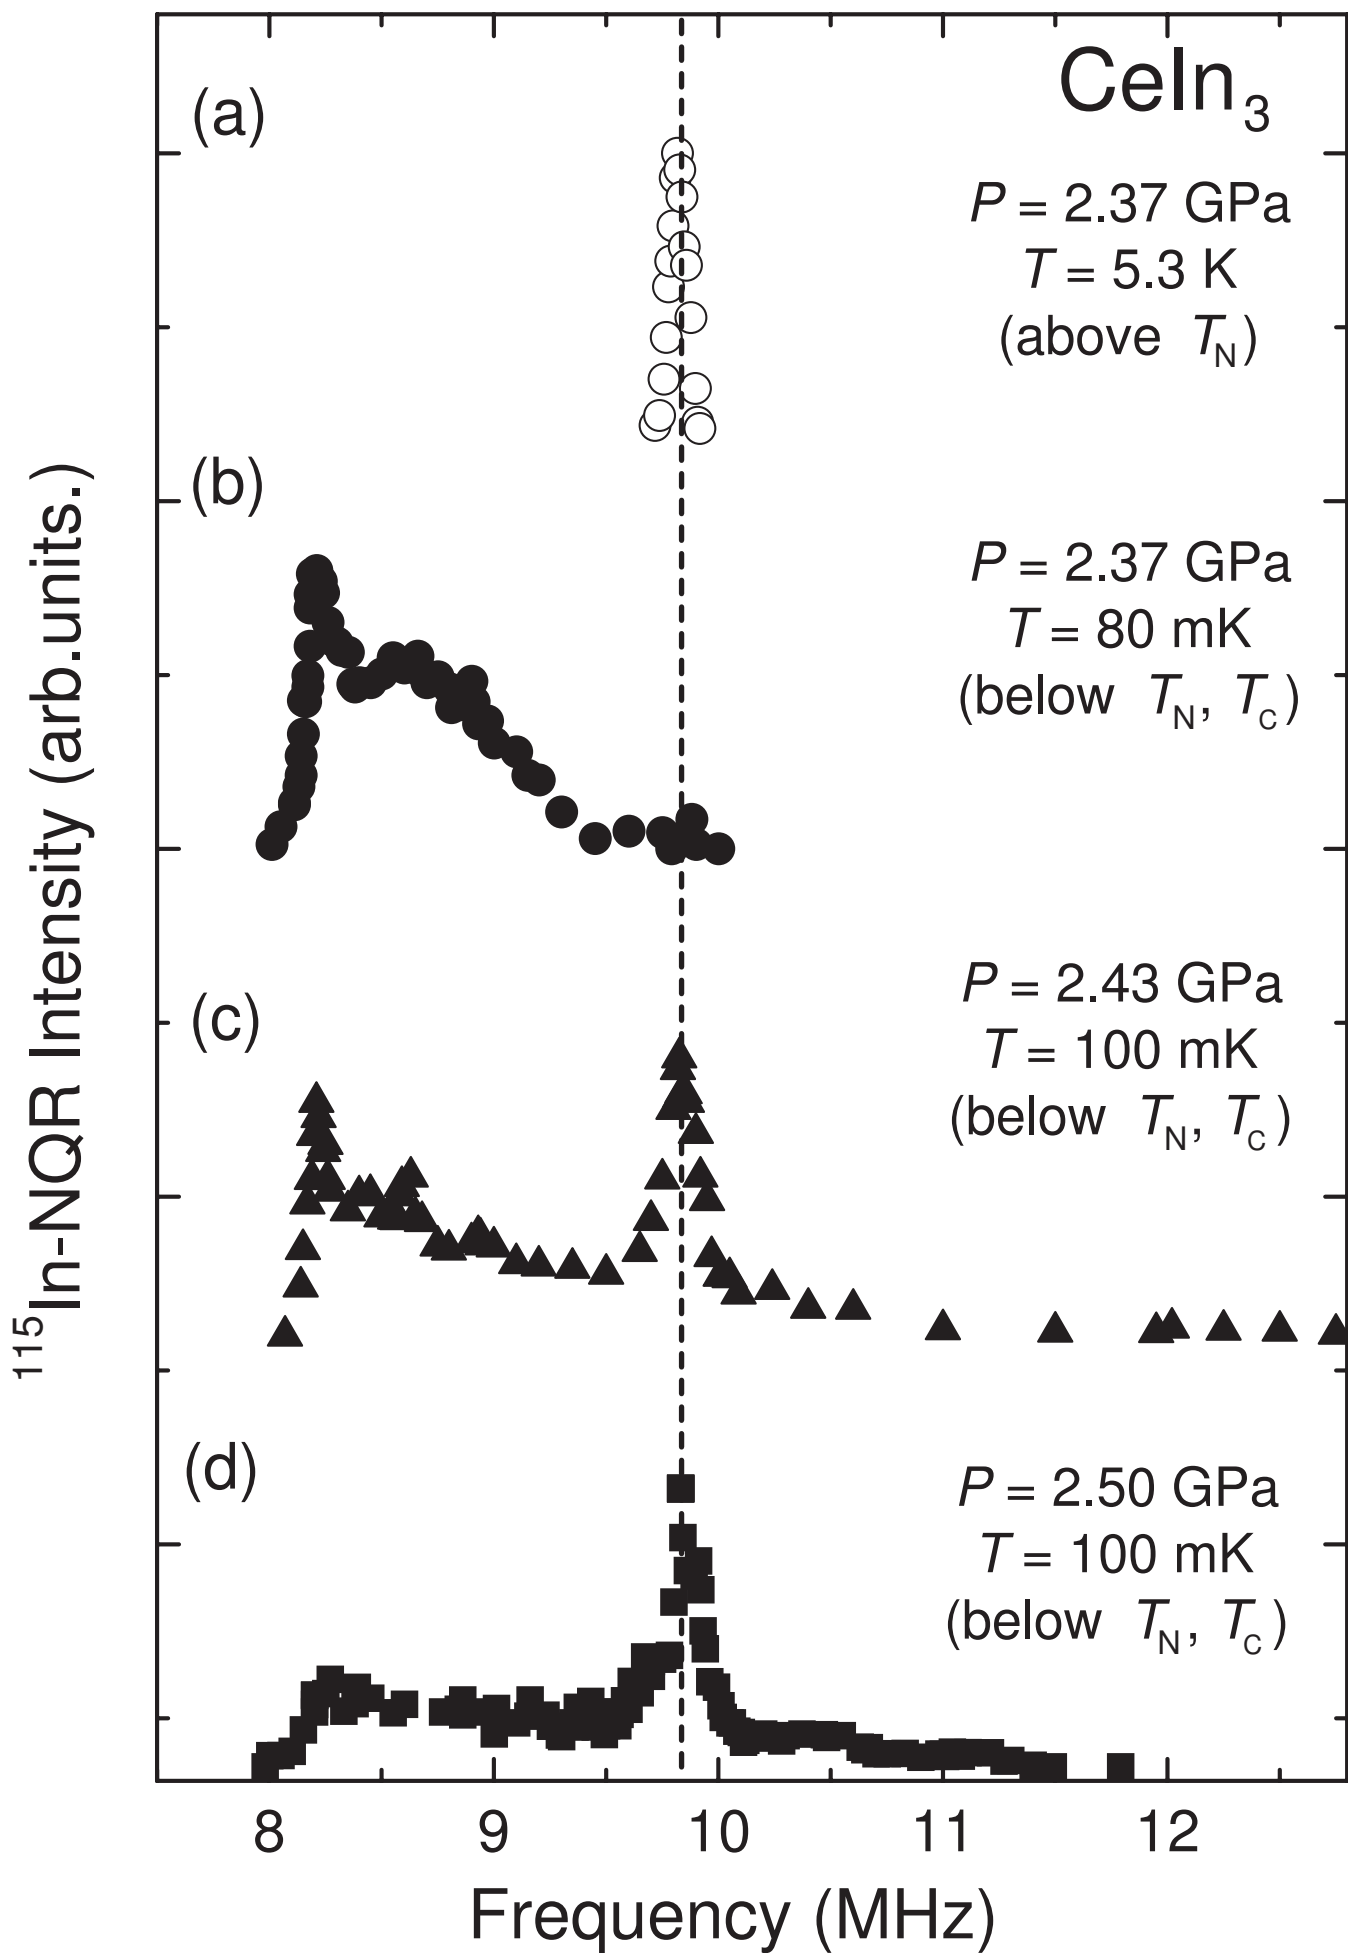 CeIn3
(a)
P = 2.37 GPa
T = 5.3 K
(above TN)
(b)
P = 2.37 GPa
T = 80 mK
(below TN, TC)
(c)
P = 2.43 GPa
T = 100 mK
(below TN, TC)
(d)
P = 2.50 GPa
T = 100 mK
(below TN, TC)
115In-NQR Intensity (arb.units.)
8 9 10 11 12
Frequency (MHz)